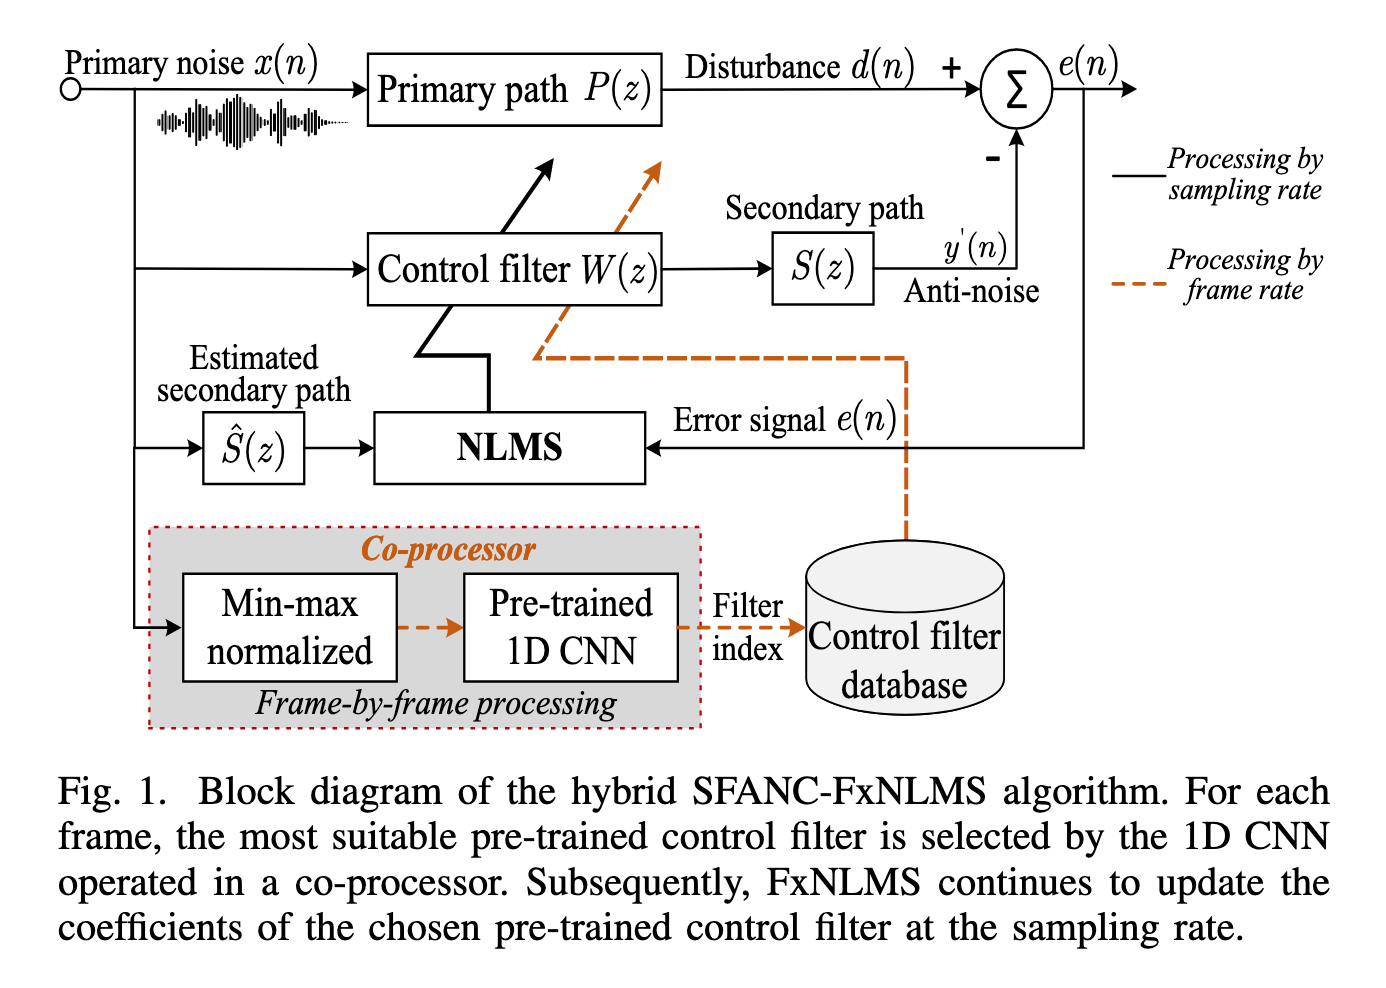 Primary noise x(n)
Primary path P(z)
Disturbance d(n)
+
Σ
e(n)
-
Processing by
sampling rate
Secondary path
Control filter W(z)
S(z)
y'(n)
Anti-noise
Processing by
frame rate
Estimated
secondary path
Ŝ(z)
NLMS
Error signal e(n)
Co-processor
Min-max
normalized
Pre-trained
1D CNN
Frame-by-frame processing
Filter
index
Control filter
database
Fig. 1. Block diagram of the hybrid SFANC-FxNLMS algorithm. For each
frame, the most suitable pre-trained control filter is selected by the 1D CNN
operated in a co-processor. Subsequently, FxNLMS continues to update the
coefficients of the chosen pre-trained control filter at the sampling rate.